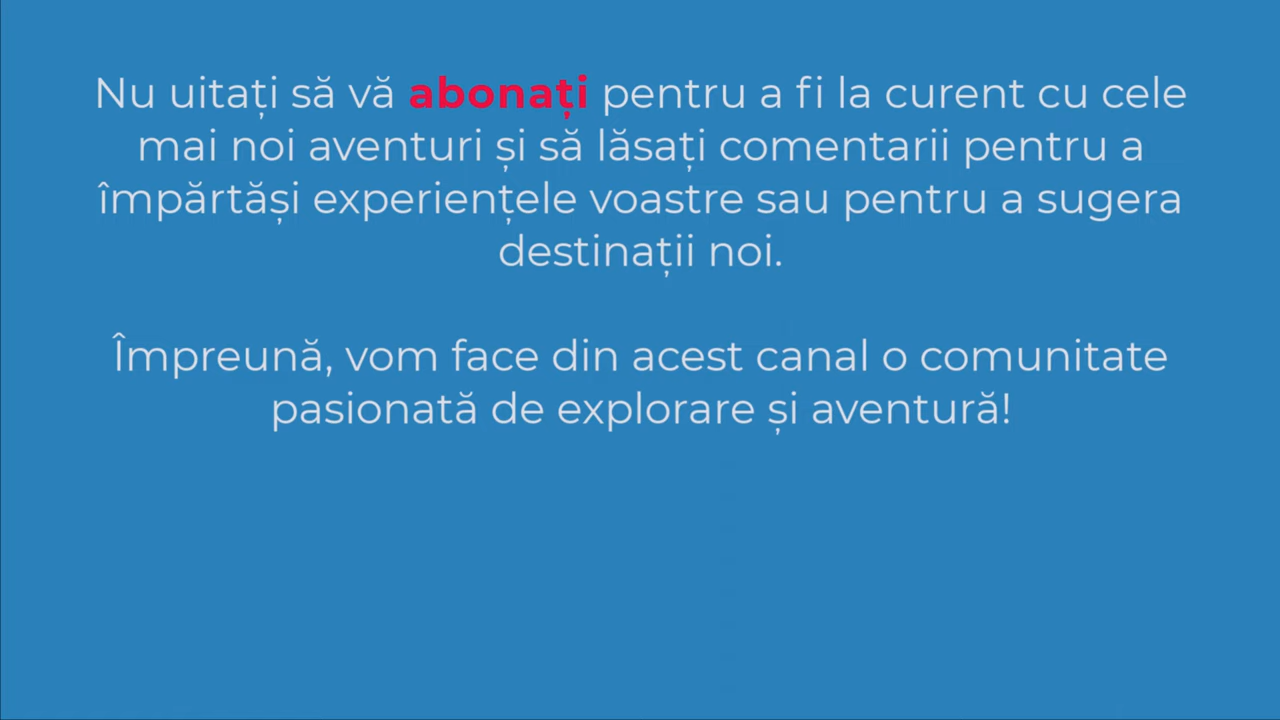 Nu uitați să vă abonați pentru a fi la curent cu cele
mai noi aventuri și să lăsați comentarii pentru a
împărtăși experiențele voastre sau pentru a sugera
destinații noi.
Împreună, vom face din acest canal o comunitate
pasionată de explorare și aventură!